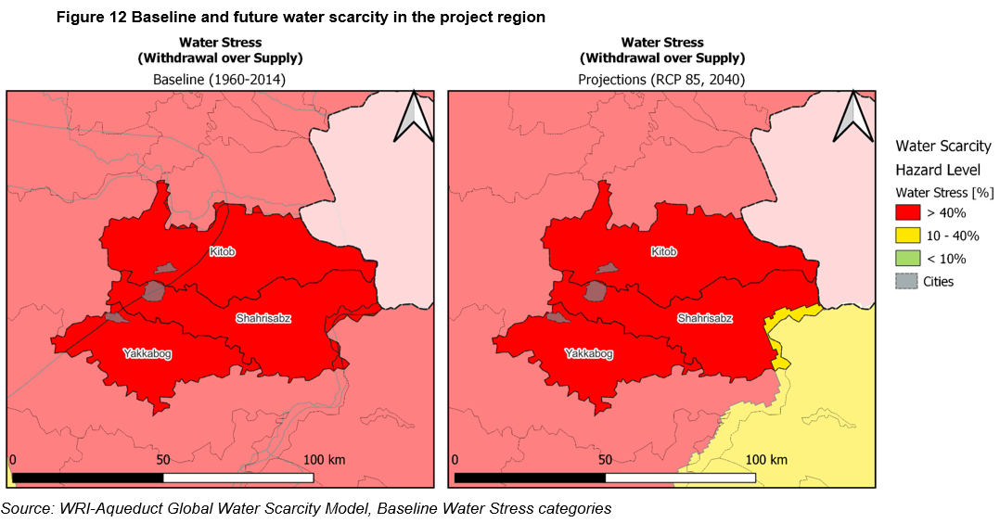 Figure 12 Baseline and future water scarcity in the project region
Water Stress
(Withdrawal over Supply)
Baseline (1960-2014)
Water Stress
(Withdrawal over Supply)
Projections (RCP 85, 2040)
Kitob
Shahrisabz
Yakkabog
0 50 100 km
Kitob
Shahrisabz
Yakkabog
0 50 100 km
Water Scarcity
Hazard Level
Water Stress [%]
> 40%
10 - 40%
< 10%
Cities
Source: WRI-Aqueduct Global Water Scarcity Model, Baseline Water Stress categories